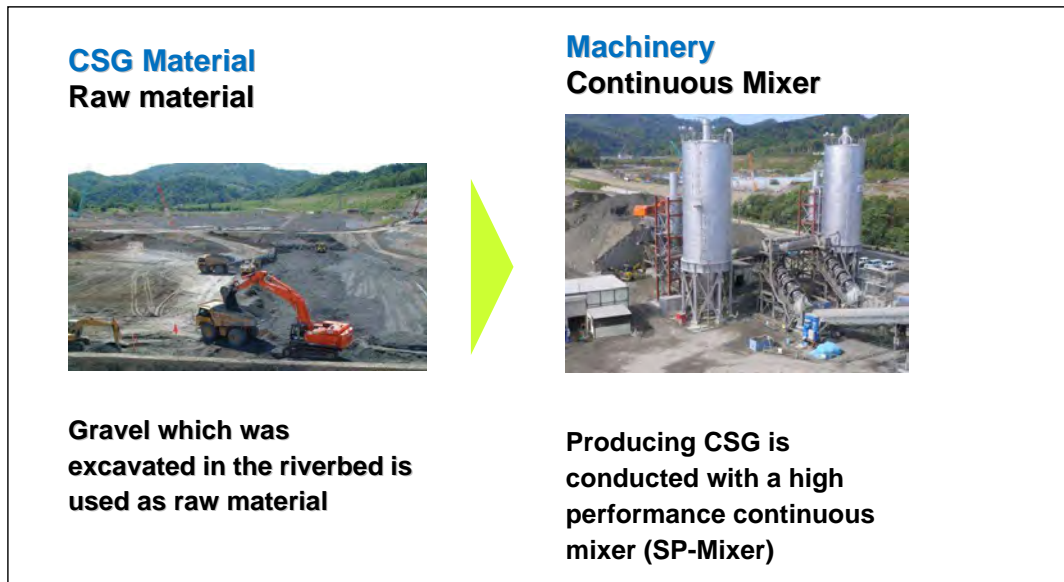 CSG Material
Raw material
Gravel which was
excavated in the riverbed is
used as raw material
Machinery
Continuous Mixer
Producing CSG is
conducted with a high
performance continuous
mixer (SP-Mixer)